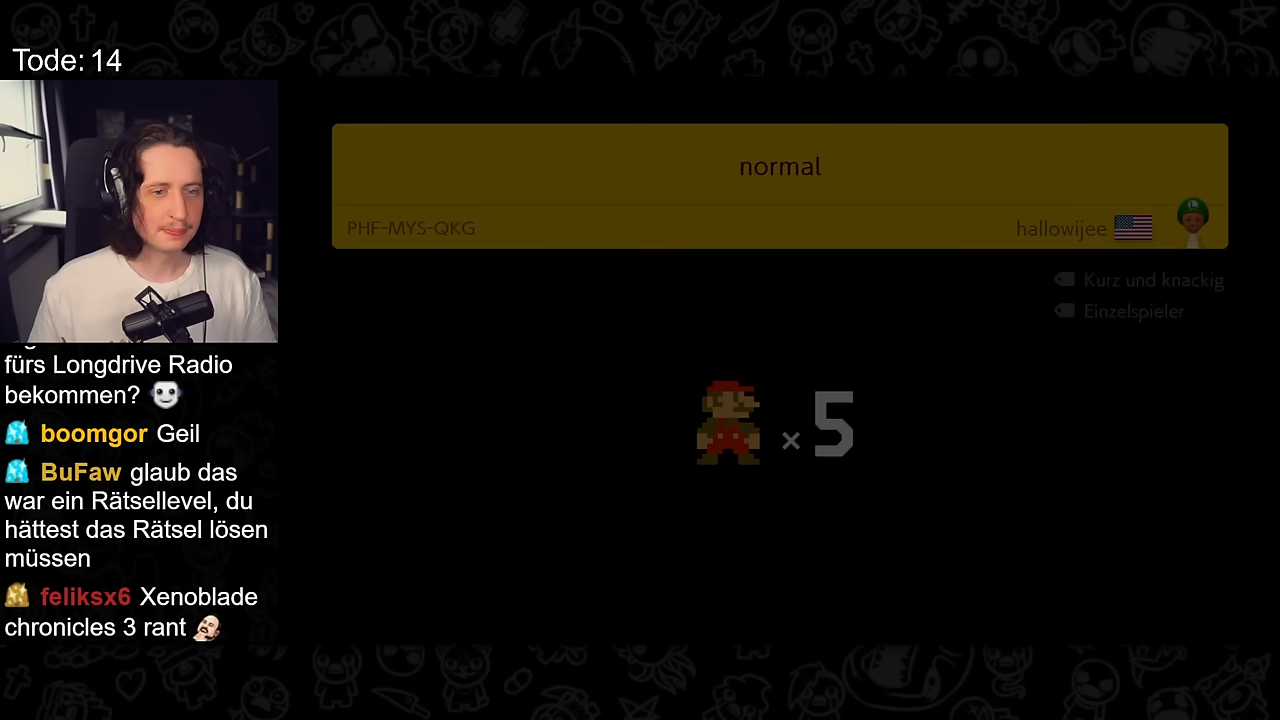 Tode: 14
normal
PHF-MYS-QKG
hallowijee
Kurz und knackig
Einzelspieler
× 5
fürs Longdrive Radio
bekommen?
boomgor Geil
BuFaw glaub das
war ein Rätsellevel, du
hättest das Rätsel lösen
müssen
feliksx6 Xenoblade
chronicles 3 rant